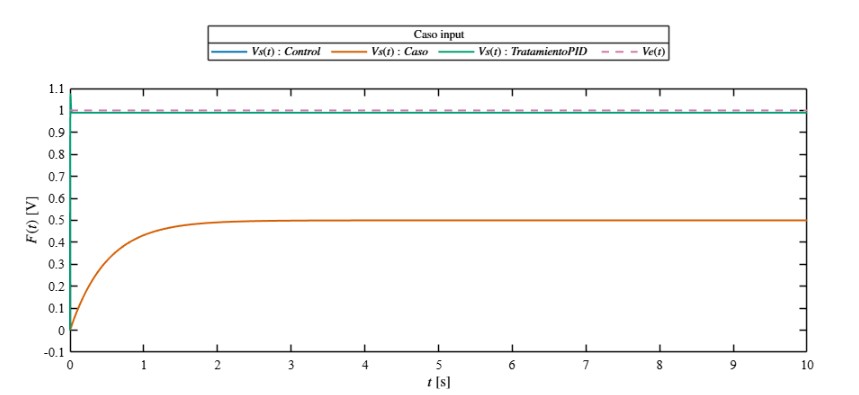 Caso input
Vs(t) : Control Vs(t) : Caso Vs(t) : TratamientoPID Ve(t)
1.1
1
0.9
0.8
0.7
0.6
0.5
0.4
0.3
0.2
0.1
0
-0.1
F(t) [V]
0 1 2 3 4 5 6 7 8 9 10
t [s]